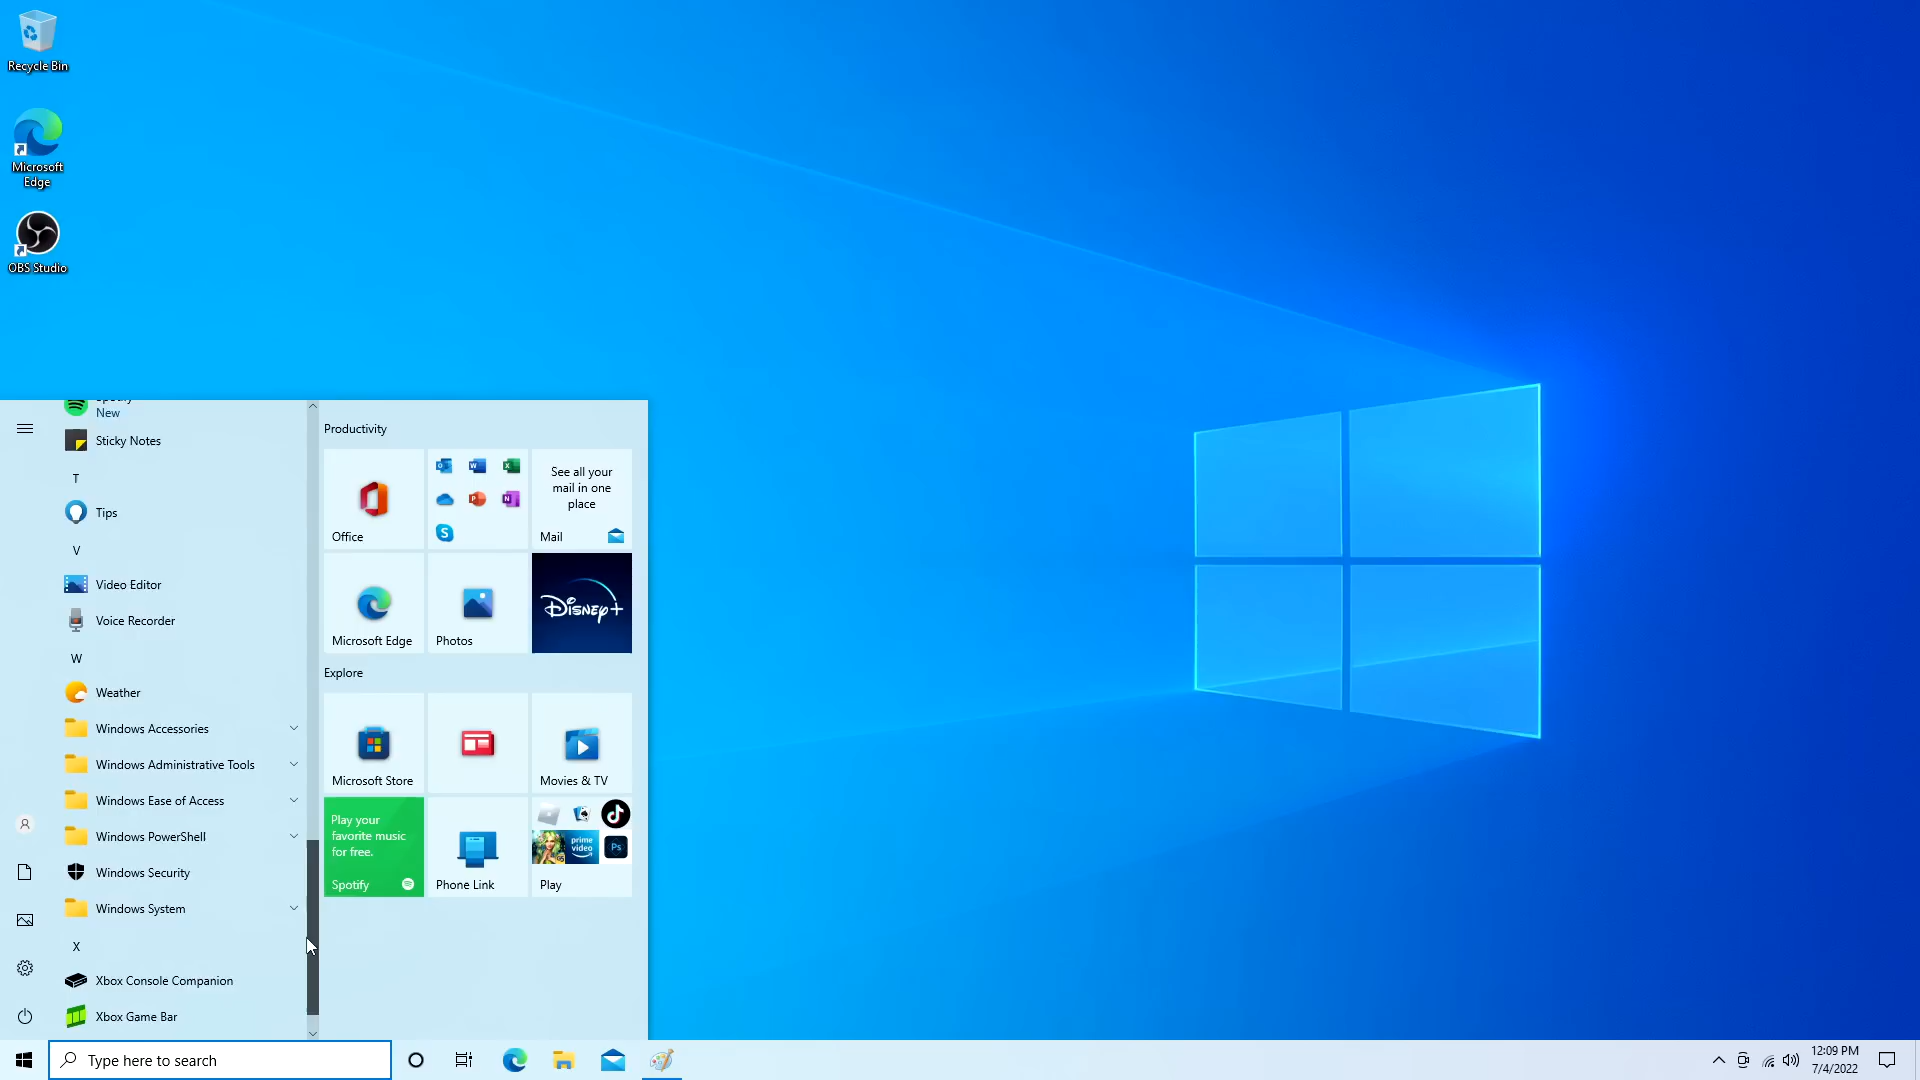 Recycle Bin
Microsoft
Edge
OBS Studio
Spotify
New
Sticky Notes
T
Tips
V
Video Editor
Voice Recorder
W
Weather
Windows Accessories
Windows Administrative Tools
Windows Ease of Access
Windows PowerShell
Windows Security
Windows System
X
Xbox Console Companion
Xbox Game Bar
Productivity
Office
See all your
mail in one
place
Mail
Microsoft Edge
Photos
Disney+
Explore
Microsoft Store
Movies & TV
Play your
favorite music
for free.
Spotify
Phone Link
prime
video
Ps
Play
Type here to search
12:09 PM
7/4/2022